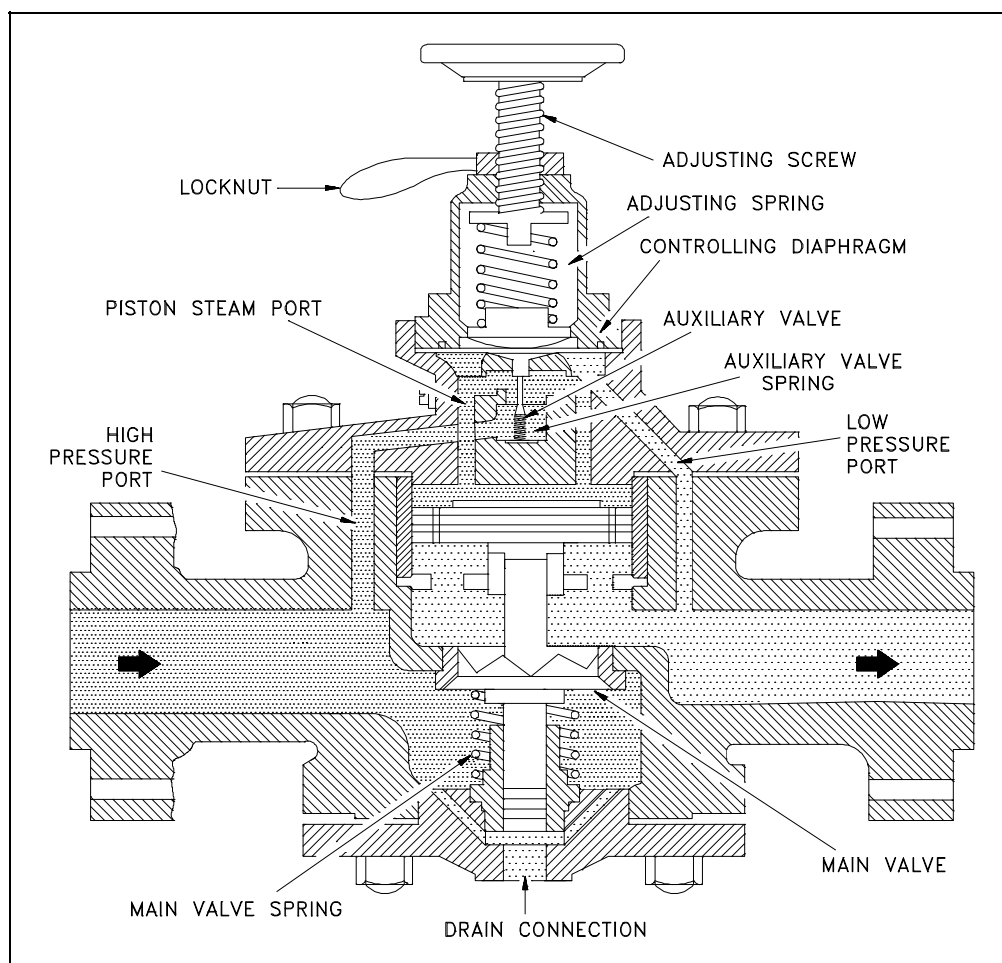 ADJUSTING SCREW
LOCKNUT
ADJUSTING SPRING
CONTROLLING DIAPHRAGM
PISTON STEAM PORT
AUXILIARY VALVE
AUXILIARY VALVE
SPRING
HIGH
PRESSURE
PORT
LOW
PRESSURE
PORT
MAIN VALVE
MAIN VALVE SPRING
DRAIN CONNECTION